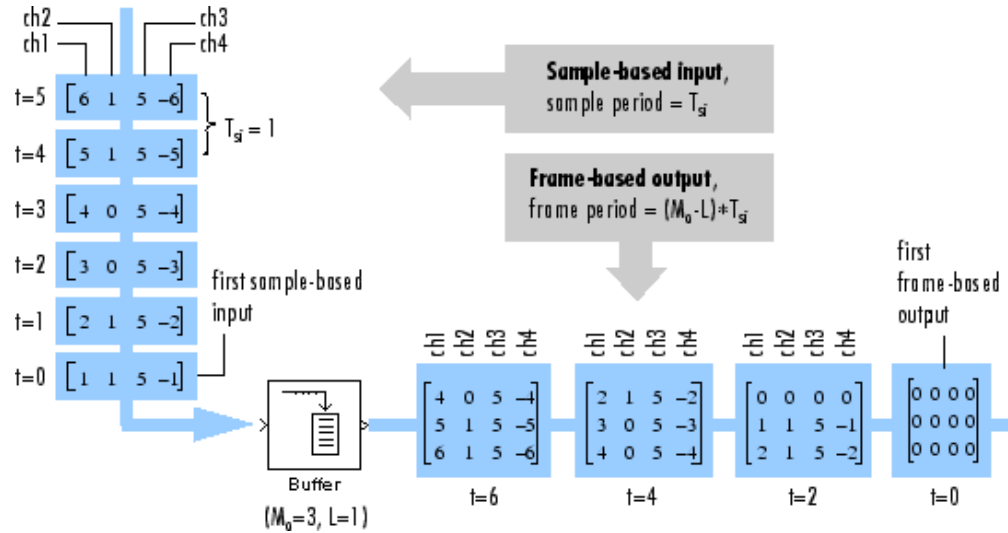 ch2
ch1
ch3
ch4
t=5 [6 1 5 −6]
T_si = 1
t=4 [5 1 5 −5]
t=3 [4 0 5 −4]
t=2 [3 0 5 −3]
t=1 [2 1 5 −2]
t=0 [1 1 5 −1]
first sample-based
input
Sample-based input,
sample period = T_si
Frame-based output,
frame period = (M_o-L)*T_si
first
frame-based
output
Buffer
(M_o=3, L=1)
ch1 ch2 ch3 ch4
4 0 5 −4
5 1 5 −5
6 1 5 −6
t=6
ch1 ch2 ch3 ch4
2 1 5 −2
3 0 5 −3
4 0 5 −4
t=4
ch1 ch2 ch3 ch4
0 0 0 0
1 1 5 −1
2 1 5 −2
t=2
0 0 0 0
0 0 0 0
0 0 0 0
t=0